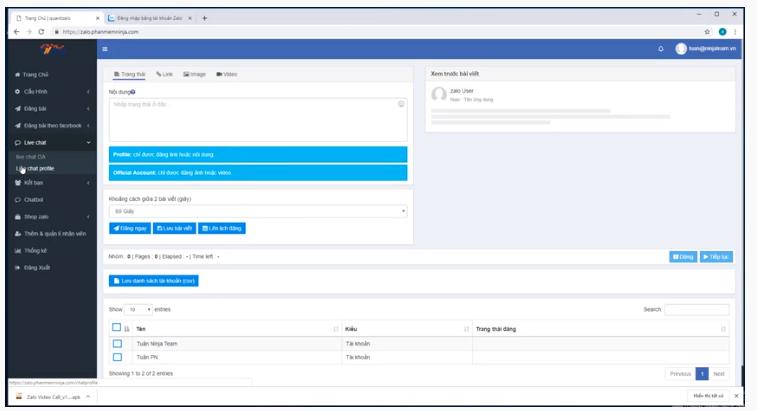 Trang Chủ | quantzalo
Đăng nhập bằng tài khoản Zalo
https://zalo.phanmemninja.com
tuan@ninjateam.vn
Trang Chủ
Cấu Hình
Đăng bài
Đăng bài theo facebook
Live chat
live chat OA
Live chat profile
Kết bạn
Chatbot
Shop zalo
Thêm & quản lí nhân viên
Thống kê
Đăng Xuất
Trạng thái
Link
Image
Video
Nội dung
Nhập trạng thái ở đây...
Profile: chỉ được đăng link hoặc nội dung.
Official Account: chỉ được đăng ảnh hoặc video.
Khoảng cách giữa 2 bài viết (giây)
60 Giây
Đăng ngay
Lưu bài viết
Lên lịch đăng
Xem trước bài viết
Zalo User
Now · Tên ứng dụng
Nhóm: 0 | Pages : 0 | Elapsed : - | Time left : -
Dừng
Tiếp tục
Lưu danh sách tài khoản (csv)
Show 10 entries
Search:
Tên
Kiểu
Trạng thái đăng
Tuấn Ninja Team
Tài khoản
Tuấn PN
Tài khoản
Showing 1 to 2 of 2 entries
Previous 1 Next
https://zalo.phanmemninja.com/chatprofile
Zalo Video Call_v1....apk
Hiển thị tất cả